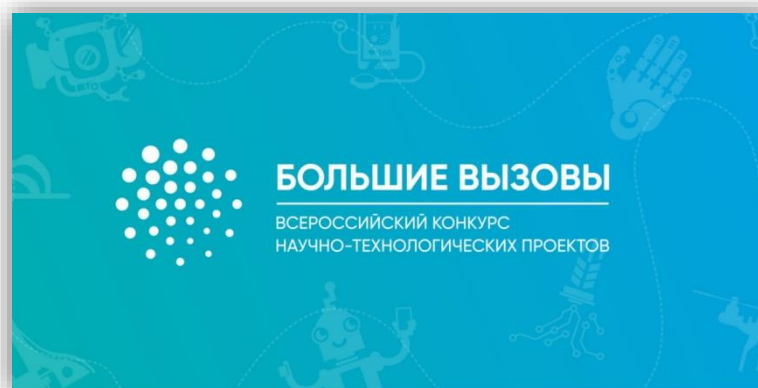 БОЛЬШИЕ ВЫЗОВЫ
ВСЕРОССИЙСКИЙ КОНКУРС
НАУЧНО-ТЕХНОЛОГИЧЕСКИХ ПРОЕКТОВ